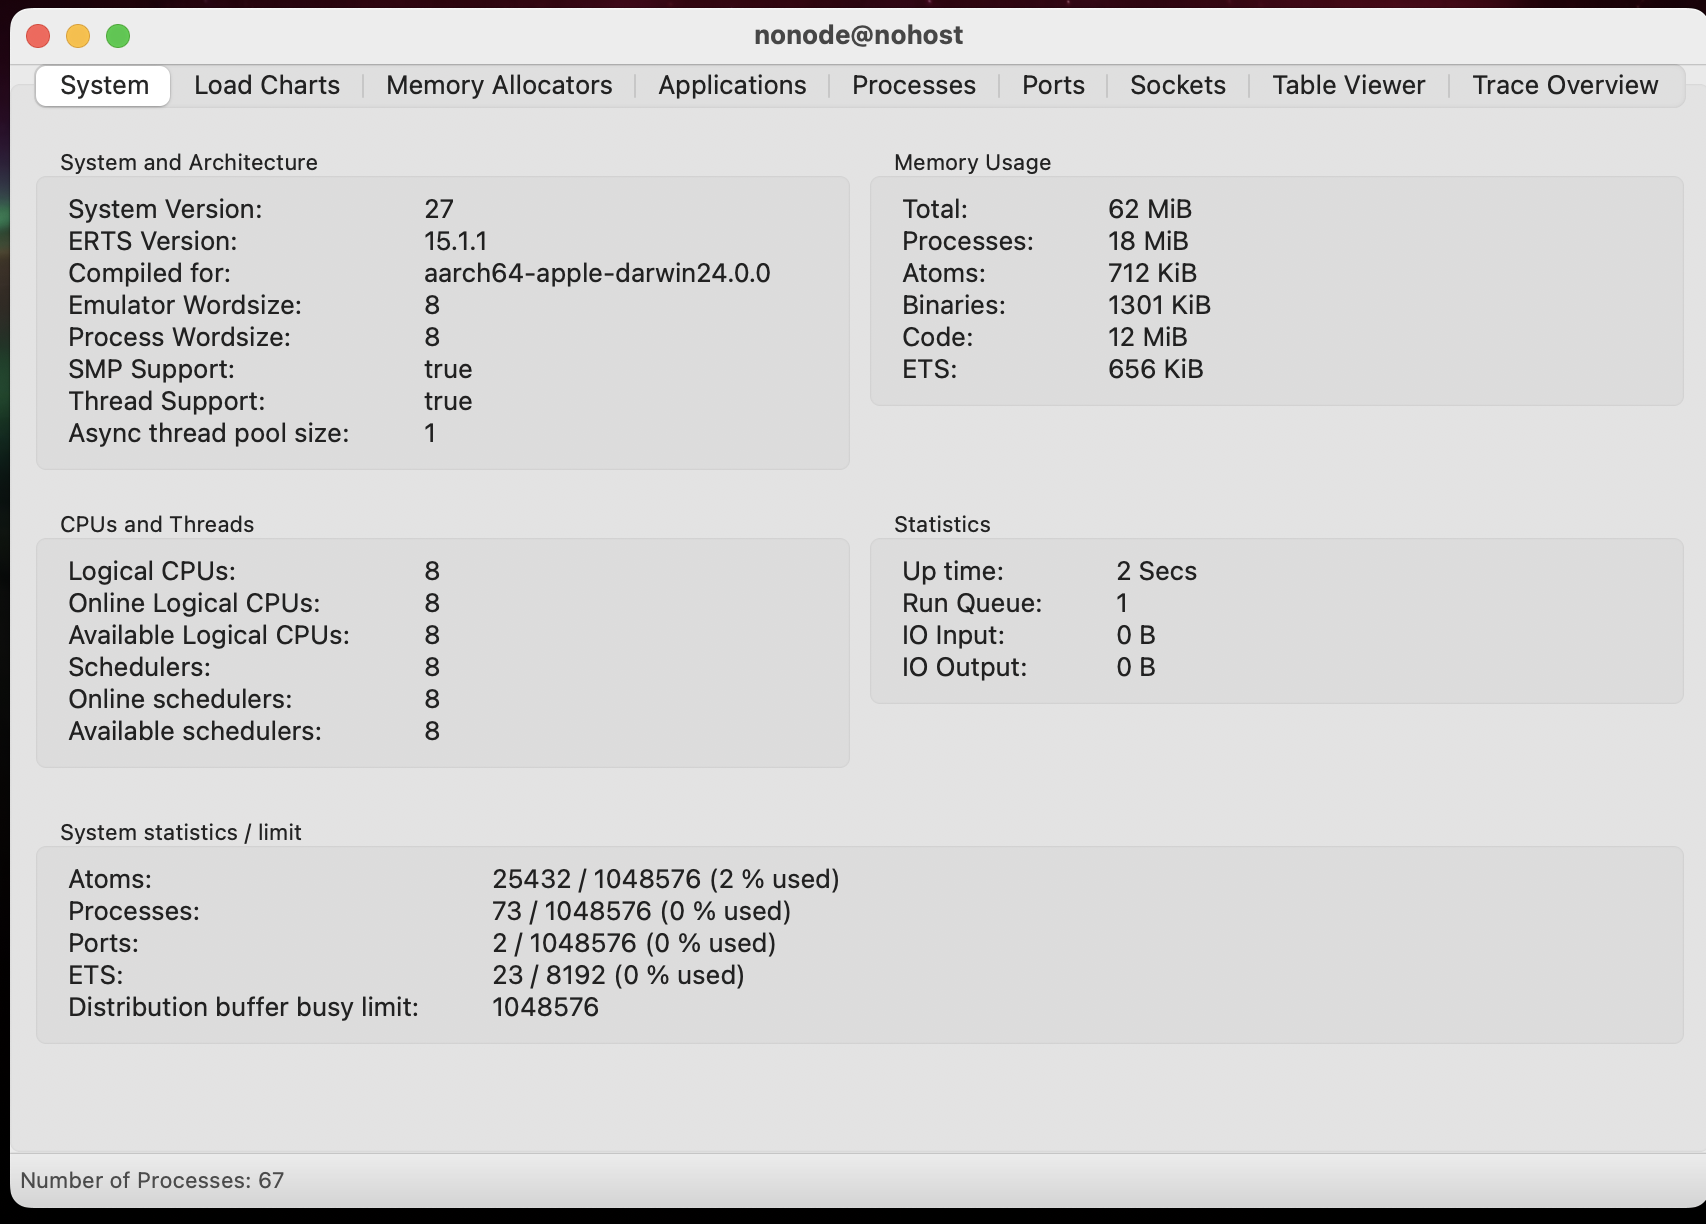 nonode@nohost
System Load Charts Memory Allocators Applications Processes Ports Sockets Table Viewer Trace Overview
System and Architecture
System Version: 27
ERTS Version: 15.1.1
Compiled for: aarch64-apple-darwin24.0.0
Emulator Wordsize: 8
Process Wordsize: 8
SMP Support: true
Thread Support: true
Async thread pool size: 1
Memory Usage
Total: 62 MiB
Processes: 18 MiB
Atoms: 712 KiB
Binaries: 1301 KiB
Code: 12 MiB
ETS: 656 KiB
CPUs and Threads
Logical CPUs: 8
Online Logical CPUs: 8
Available Logical CPUs: 8
Schedulers: 8
Online schedulers: 8
Available schedulers: 8
Statistics
Up time: 2 Secs
Run Queue: 1
IO Input: 0 B
IO Output: 0 B
System statistics / limit
Atoms: 25432 / 1048576 (2 % used)
Processes: 73 / 1048576 (0 % used)
Ports: 2 / 1048576 (0 % used)
ETS: 23 / 8192 (0 % used)
Distribution buffer busy limit: 1048576
Number of Processes: 67